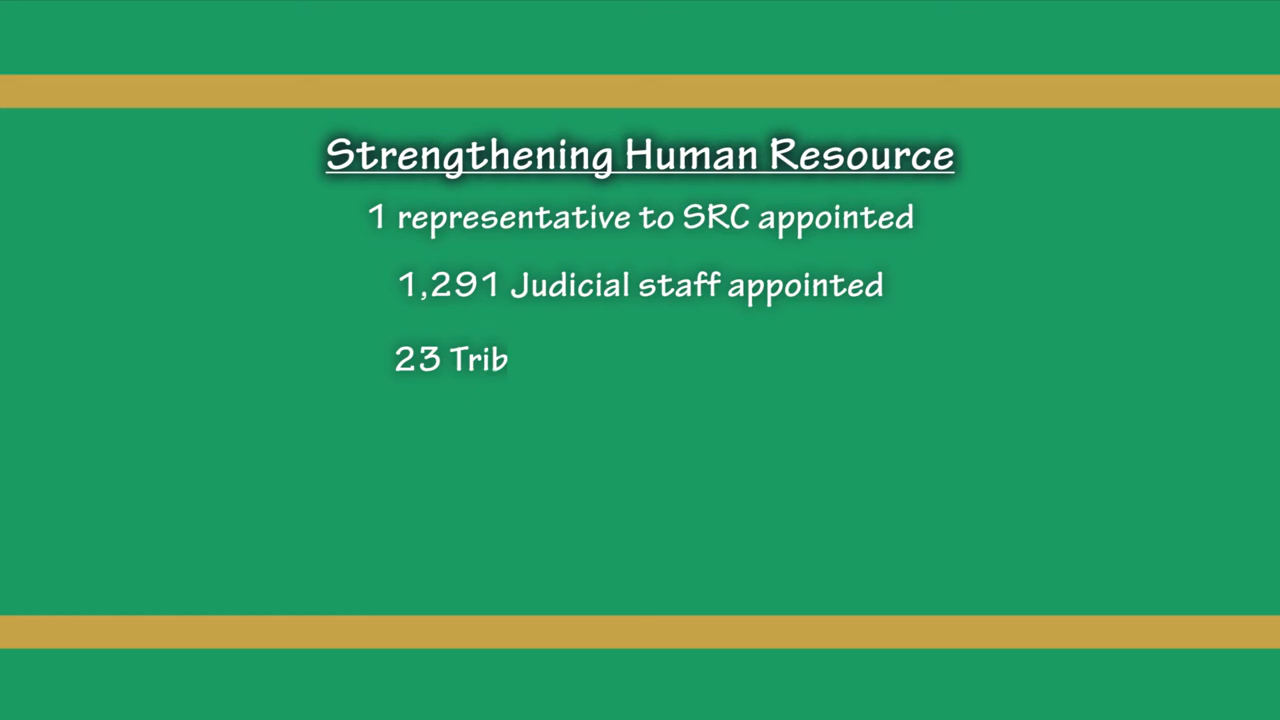 Strengthening Human Resource
1 representative to SRC appointed
1,291 Judicial staff appointed
23 Trib